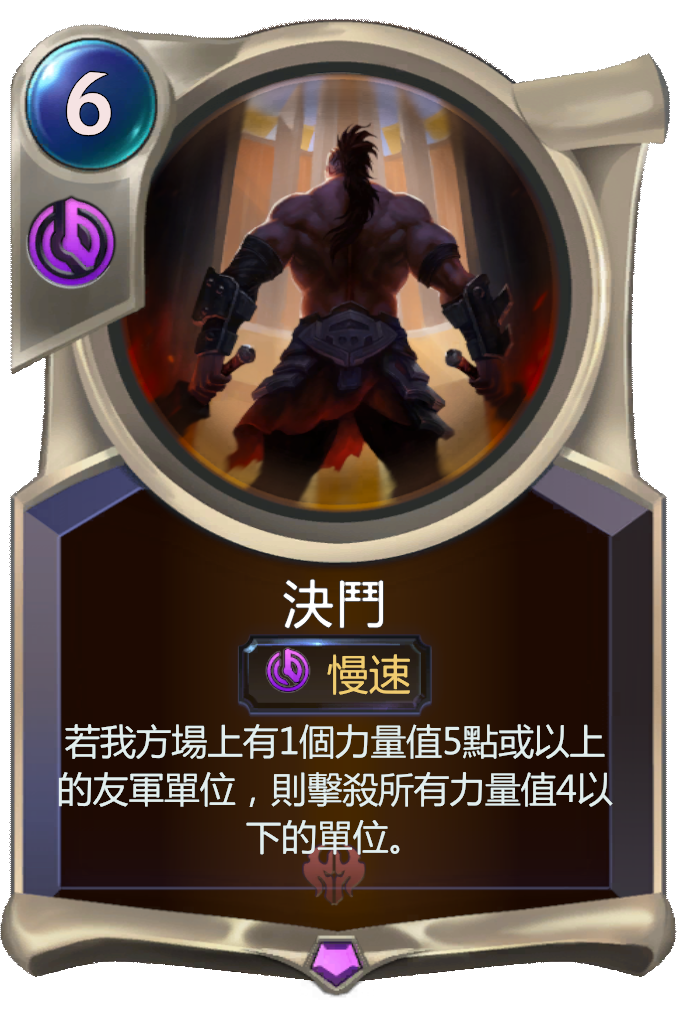 6
決鬥
慢速
若我方場上有1個力量值5點或以上
的友軍單位，則擊殺所有力量值4以
下的單位。